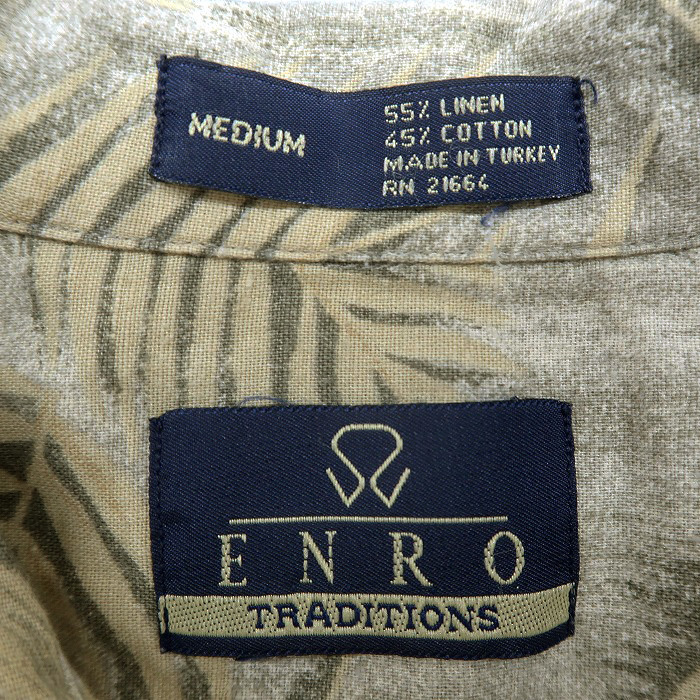 MEDIUM
55% LINEN
45% COTTON
MADE IN TURKEY
RN 21664
ENRO
TRADITIONS